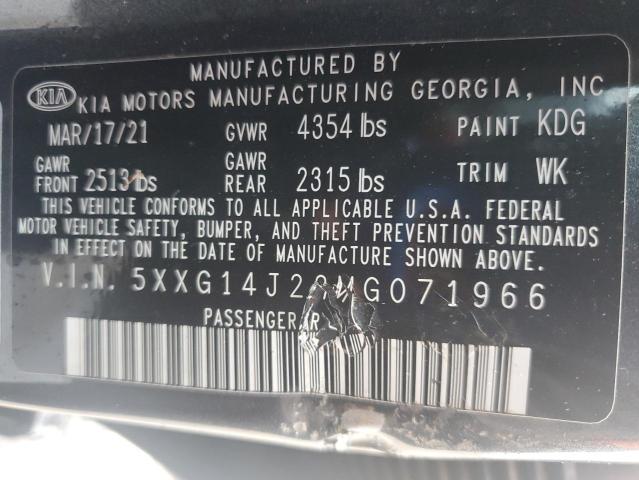 KIA
MANUFACTURED BY
KIA MOTORS MANUFACTURING GEORGIA, INC
MAR/17/21 GVWR 4354 lbs PAINT KDG
GAWR FRONT 2513 lbs GAWR REAR 2315 lbs TRIM WK
THIS VEHICLE CONFORMS TO ALL APPLICABLE U.S.A. FEDERAL
MOTOR VEHICLE SAFETY, BUMPER, AND THEFT PREVENTION STANDARDS
IN EFFECT ON THE DATE OF MANUFACTURE SHOWN ABOVE.
V.I.N. 5XXG14J22MG071966
PASSENGER